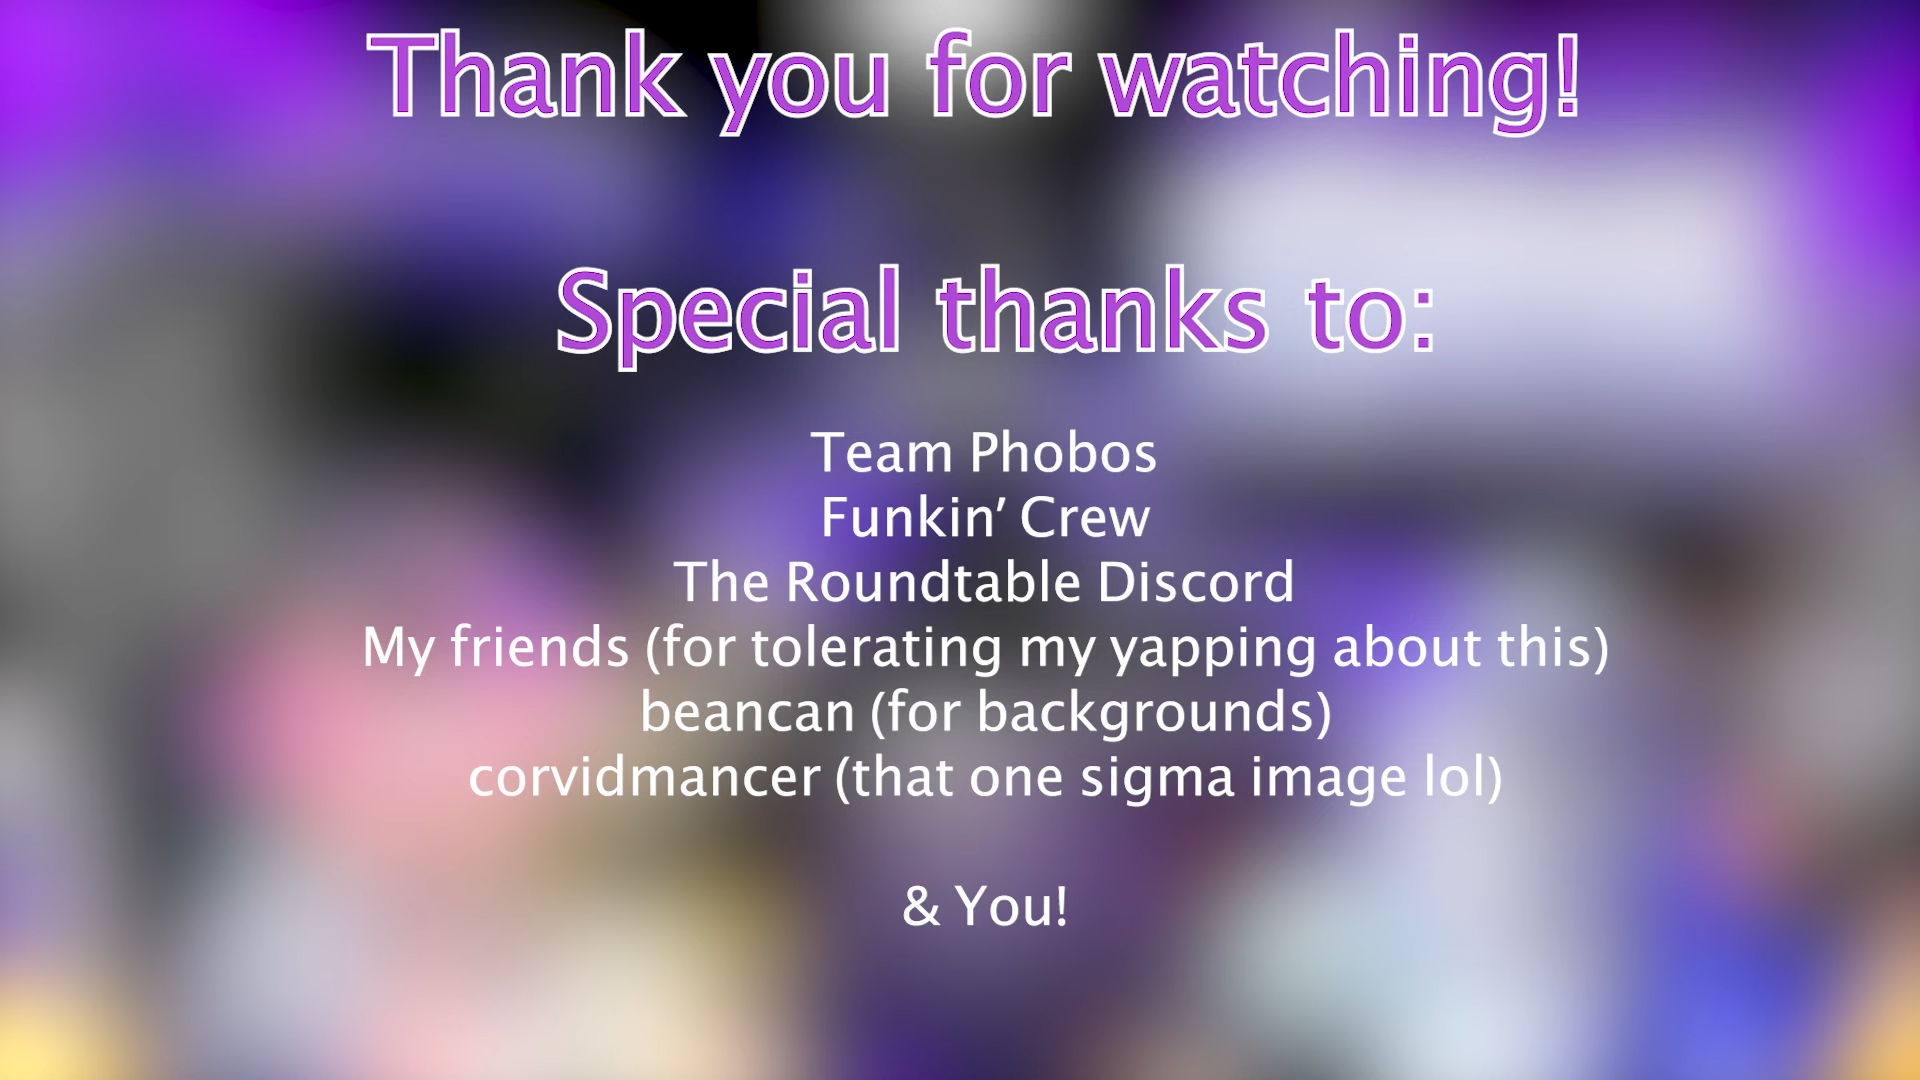 Thank you for watching!
Special thanks to:
Team Phobos
Funkin’ Crew
The Roundtable Discord
My friends (for tolerating my yapping about this)
beancan (for backgrounds)
corvidmancer (that one sigma image lol)
& You!